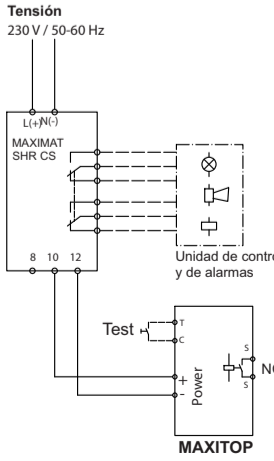 Tensión
230 V / 50-60 Hz
L(+) N(-)
MAXIMAT
SHR CS
Unidad de contro
y de alarmas
8 10 12
Test
T
C
S
S
+
-
Power
MAXITOP